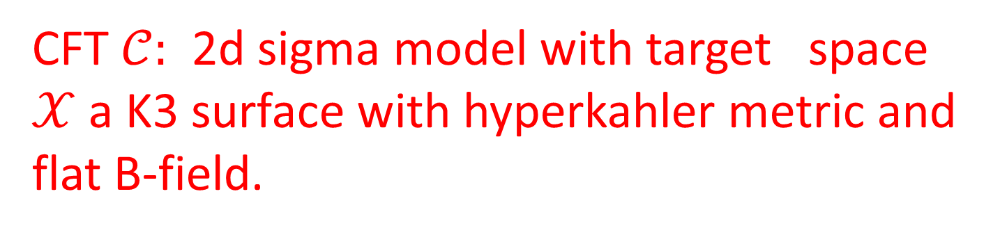 CFT 𝒞: 2d sigma model with target space
𝒳 a K3 surface with hyperkahler metric and
flat B-field.